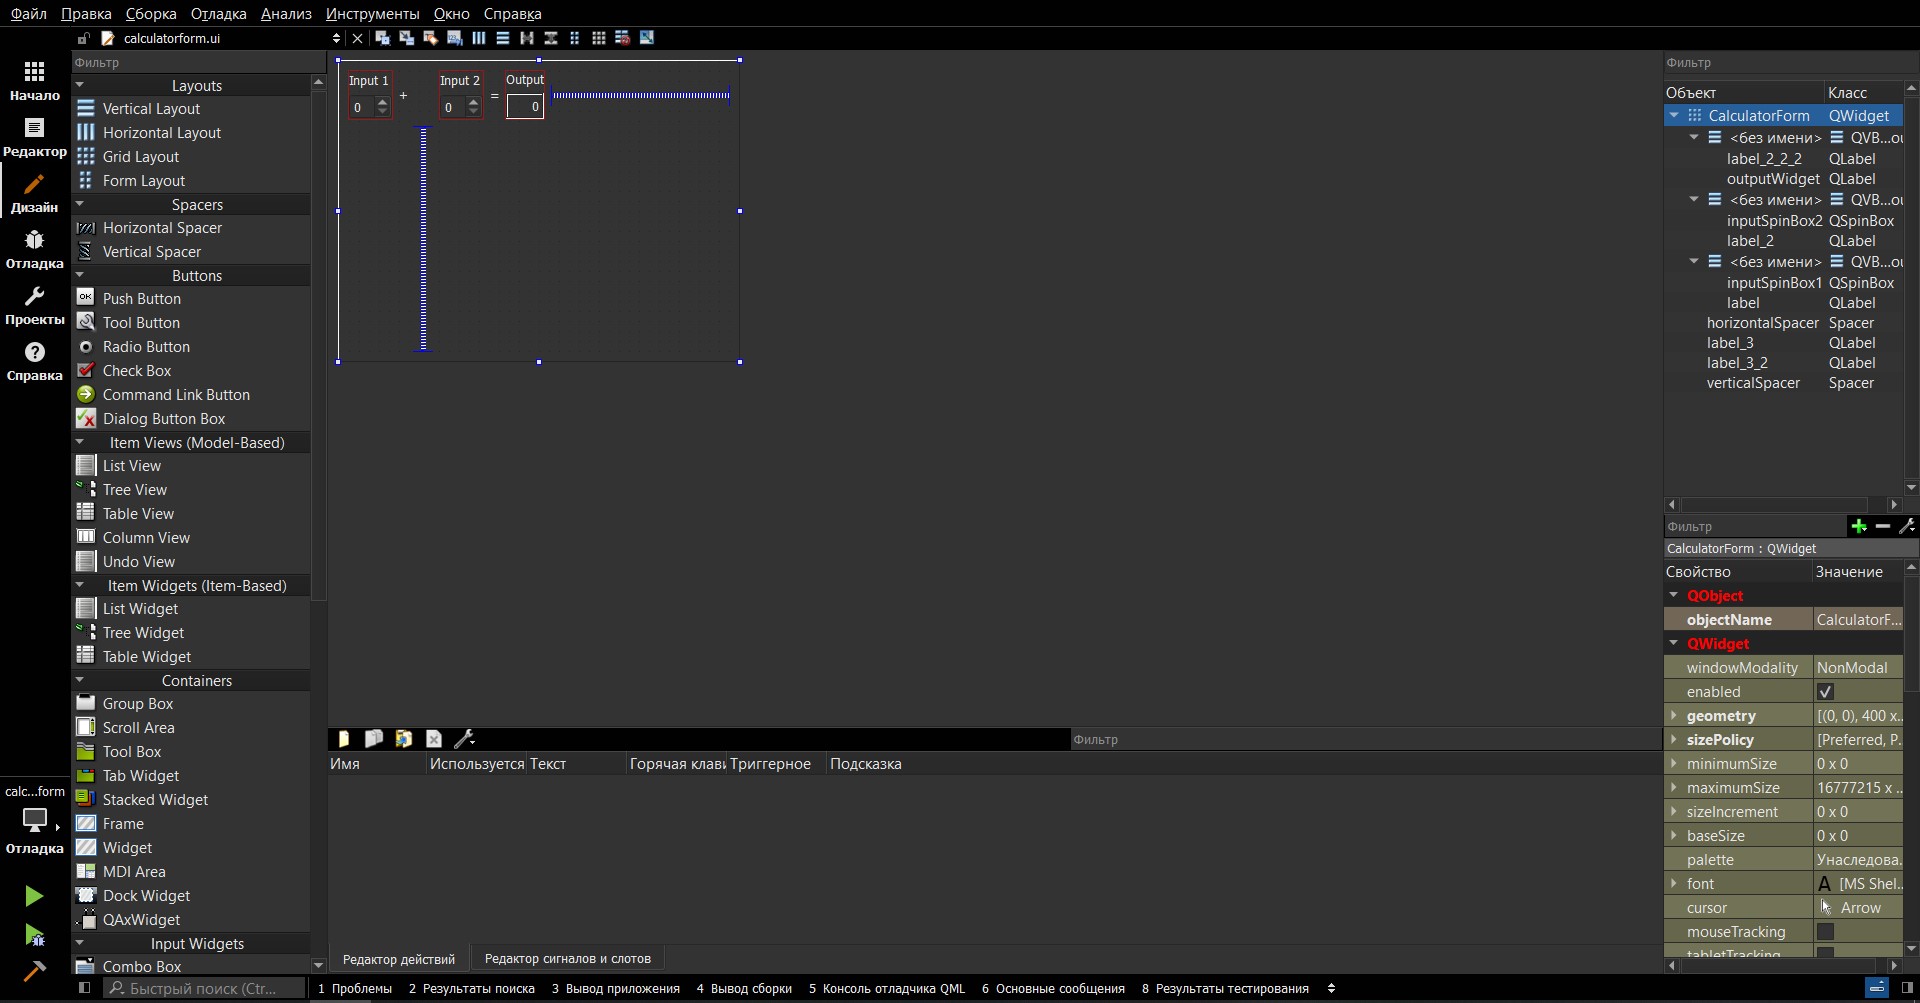 Файл Правка Сборка Отладка Анализ Инструменты Окно Справка
calculatorform.ui
Начало
Редактор
Дизайн
Отладка
Проекты
Справка
calc...form
Отладка
Фильтр
Layouts
Vertical Layout
Horizontal Layout
Grid Layout
Form Layout
Spacers
Horizontal Spacer
Vertical Spacer
Buttons
Push Button
Tool Button
Radio Button
Check Box
Command Link Button
Dialog Button Box
Item Views (Model-Based)
List View
Tree View
Table View
Column View
Undo View
Item Widgets (Item-Based)
List Widget
Tree Widget
Table Widget
Containers
Group Box
Scroll Area
Tool Box
Tab Widget
Stacked Widget
Frame
Widget
MDI Area
Dock Widget
QAxWidget
Input Widgets
Combo Box
Input 1 Input 2 Output
0 + 0 = 0
Фильтр
Имя Используется Текст Горячая клави Триггерное Подсказка
Редактор действий Редактор сигналов и слотов
Фильтр
Объект Класс
CalculatorForm QWidget
<без имени> QVB...ou
label_2_2_2 QLabel
outputWidget QLabel
<без имени> QVB...ou
inputSpinBox2 QSpinBox
label_2 QLabel
<без имени> QVB...ou
inputSpinBox1 QSpinBox
label QLabel
horizontalSpacer Spacer
label_3 QLabel
label_3_2 QLabel
verticalSpacer Spacer
Фильтр
CalculatorForm : QWidget
Свойство Значение
QObject
objectName CalculatorF...
QWidget
windowModality NonModal
enabled
geometry [(0, 0), 400 x...
sizePolicy [Preferred, P...
minimumSize 0 x 0
maximumSize 16777215 x ...
sizeIncrement 0 x 0
baseSize 0 x 0
palette Унаследова...
font A [MS Shel...
cursor Arrow
mouseTracking
tabletTracking
Быстрый поиск (Ctr... 1 Проблемы 2 Результаты поиска 3 Вывод приложения 4 Вывод сборки 5 Консоль отладчика QML 6 Основные сообщения 8 Результаты тестирования